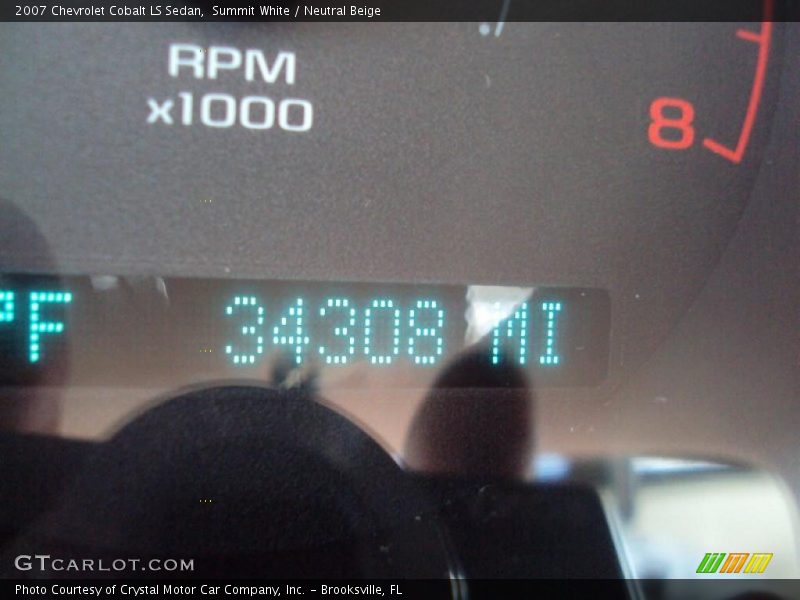 2007 Chevrolet Cobalt LS Sedan,  Summit White / Neutral Beige
RPM
x1000
8
°F 34308 MI
GTCARLOT.COM
Photo Courtesy of Crystal Motor Car Company, Inc. – Brooksville, FL